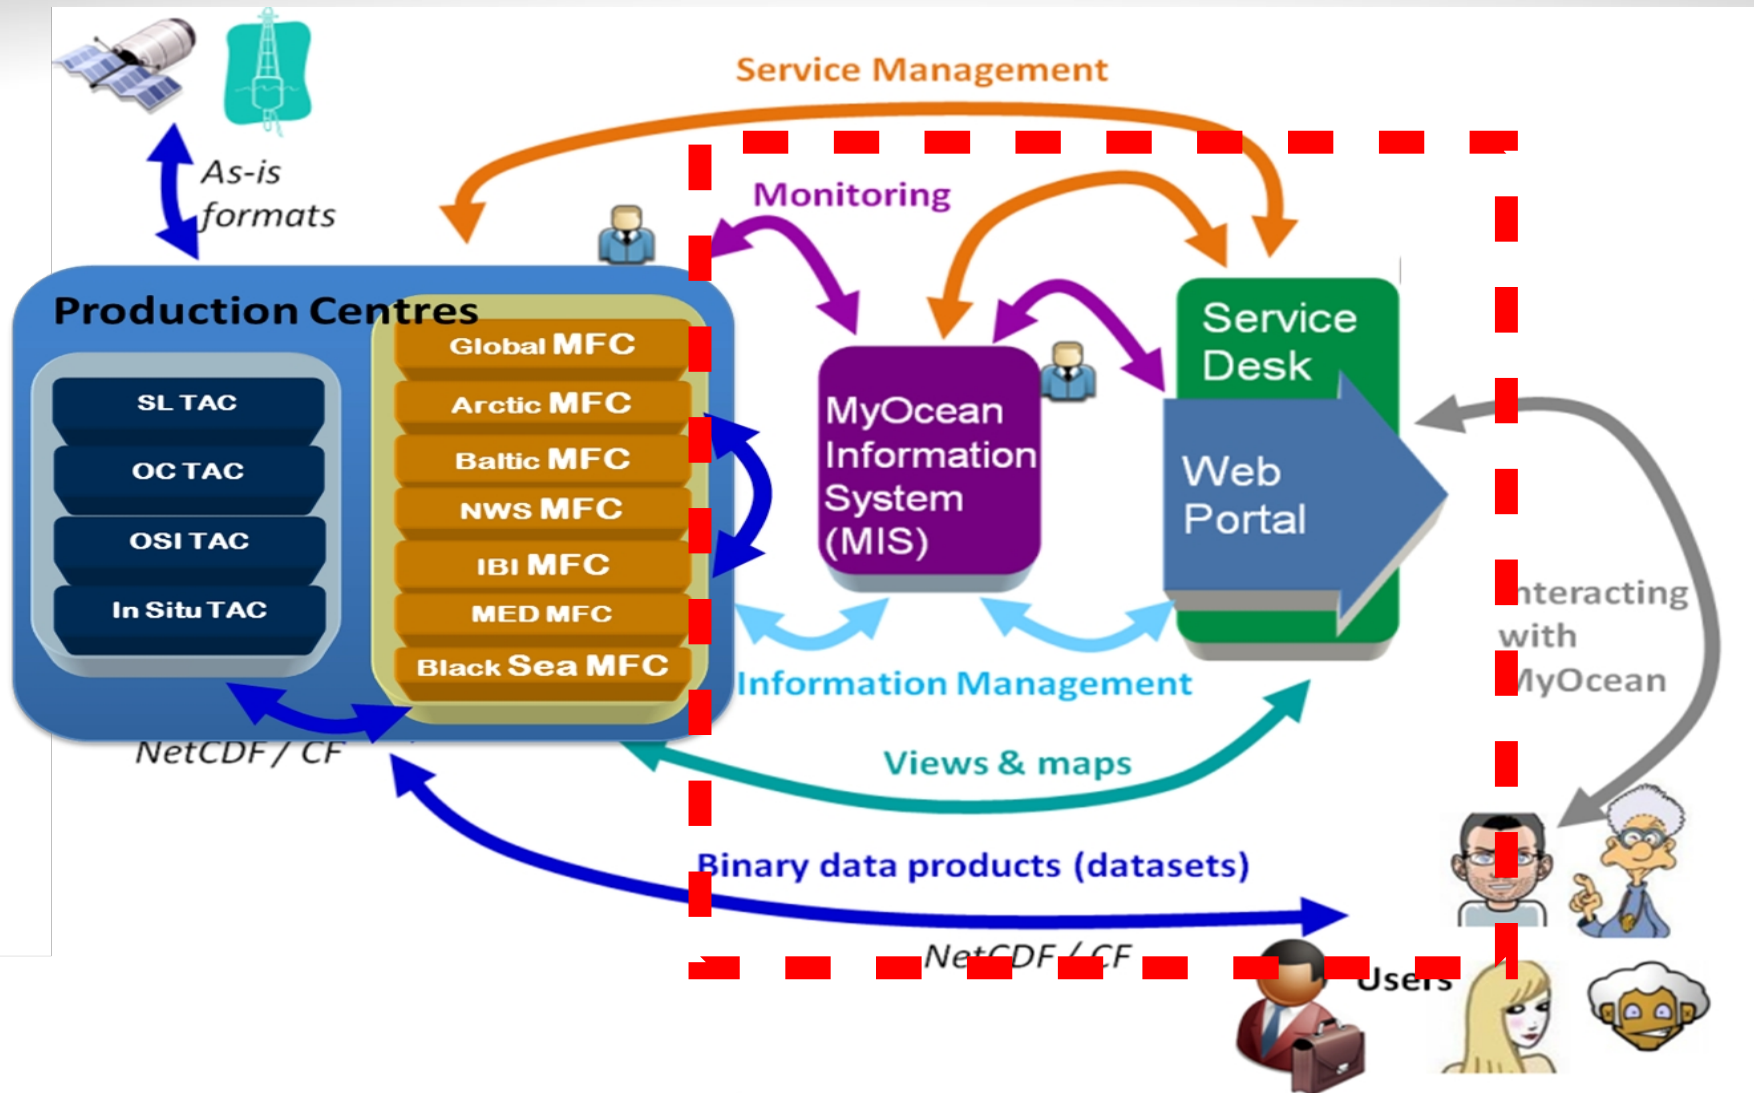 Service Management
As-is
formats
Monitoring
Production Centres
SL TAC
OC TAC
OSI TAC
In Situ TAC
Global MFC
Arctic MFC
Baltic MFC
NWS MFC
IBI MFC
MED MFC
Black Sea MFC
MyOcean
Information
System
(MIS)
Service
Desk
Web
Portal
Interacting
with
MyOcean
Information Management
NetCDF / CF
Views & maps
Binary data products (datasets)
NetCDF / CF
Users